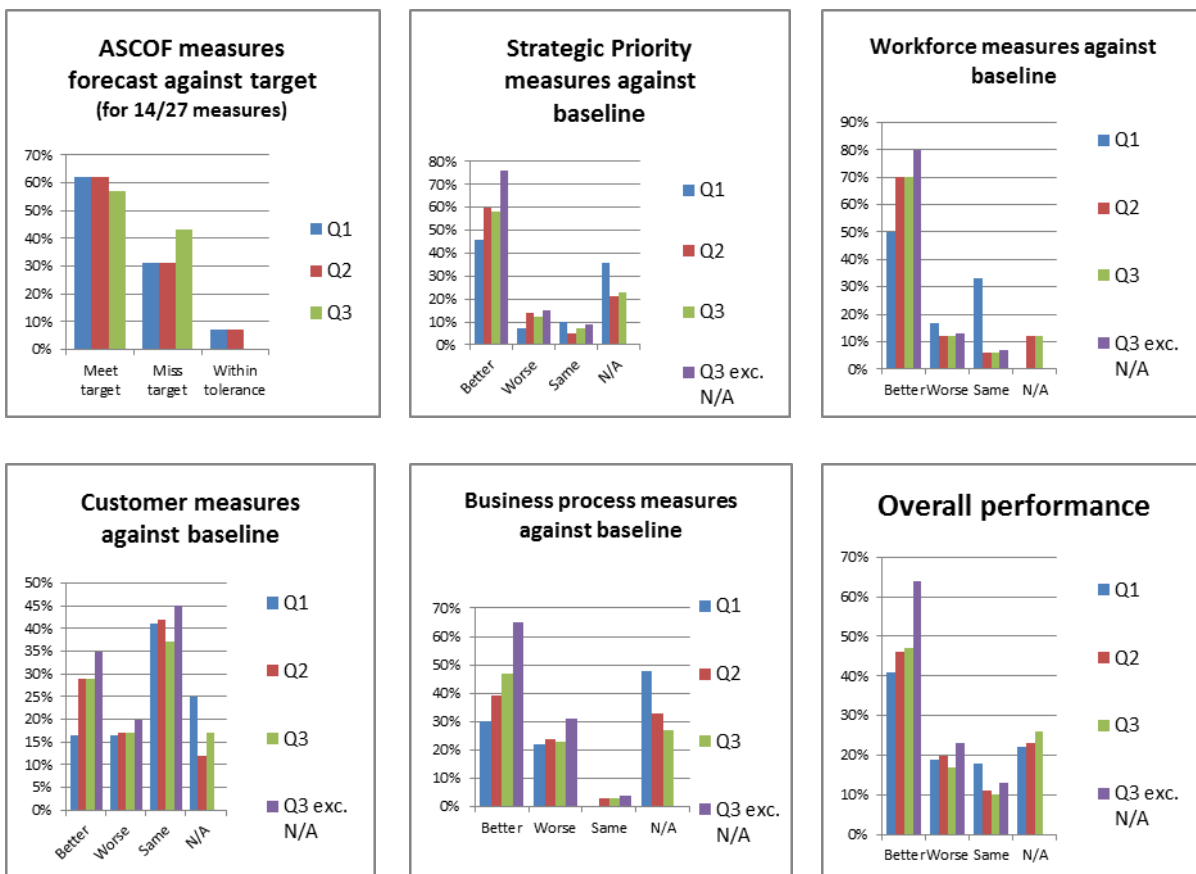 ASCOF measures
forecast against target
(for 14/27 measures)
70%
60%
50%
40%
30%
20%
10%
0%
Meet target
Miss target
Within tolerance
Q1
Q2
Q3
Strategic Priority
measures against
baseline
80%
70%
60%
50%
40%
30%
20%
10%
0%
Better
Worse
Same
N/A
Q1
Q2
Q3
Q3 exc.
N/A
Workforce measures against
baseline
90%
80%
70%
60%
50%
40%
30%
20%
10%
0%
Better Worse Same N/A
Q1
Q2
Q3
Q3 exc.
N/A
Customer measures
against baseline
50%
45%
40%
35%
30%
25%
20%
15%
10%
5%
0%
Better
Worse
Same
N/A
Q1
Q2
Q3
Q3 exc.
N/A
Business process measures
against baseline
70%
60%
50%
40%
30%
20%
10%
0%
Better Worse Same N/A
Q1
Q2
Q3
Q3 exc.
N/A
Overall performance
70%
60%
50%
40%
30%
20%
10%
0%
Better Worse Same N/A
Q1
Q2
Q3
Q3 exc.
N/A